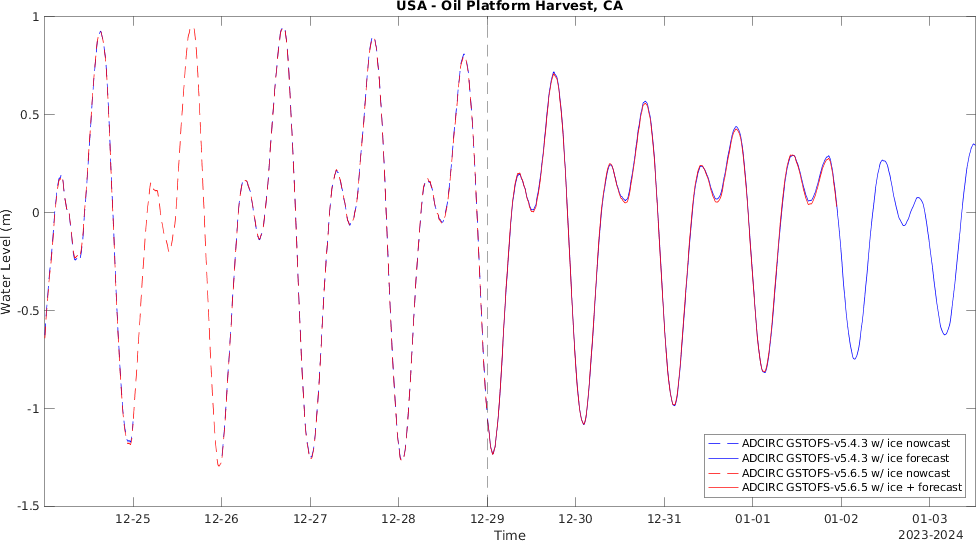 USA - Oil Platform Harvest, CA
1
0.5
0
-0.5
-1
-1.5
Water Level (m)
12-25 12-26 12-27 12-28 12-29 12-30 12-31 01-01 01-02 01-03
Time
2023-2024
ADCIRC GSTOFS-v5.4.3 w/ ice nowcast
ADCIRC GSTOFS-v5.4.3 w/ ice forecast
ADCIRC GSTOFS-v5.6.5 w/ ice nowcast
ADCIRC GSTOFS-v5.6.5 w/ ice + forecast